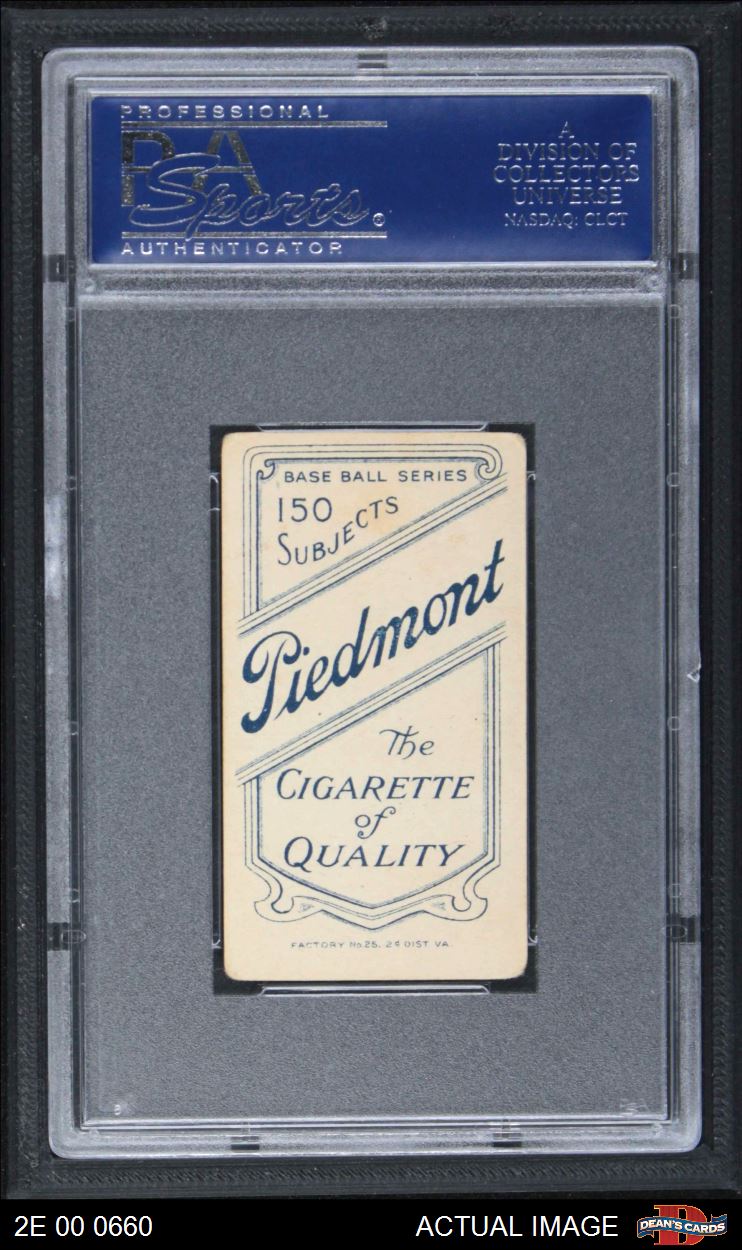 PROFESSIONAL
PSA
Sports®
AUTHENTICATOR
A
DIVISION OF
COLLECTORS
UNIVERSE
NASDAQ: CLCT
BASE BALL SERIES
150
SUBJECTS
Piedmont
The
CIGARETTE
of
QUALITY
FACTORY No 25, 2d DIST VA.
2E 00 0660
ACTUAL IMAGE
D
DEAN'S CARDS